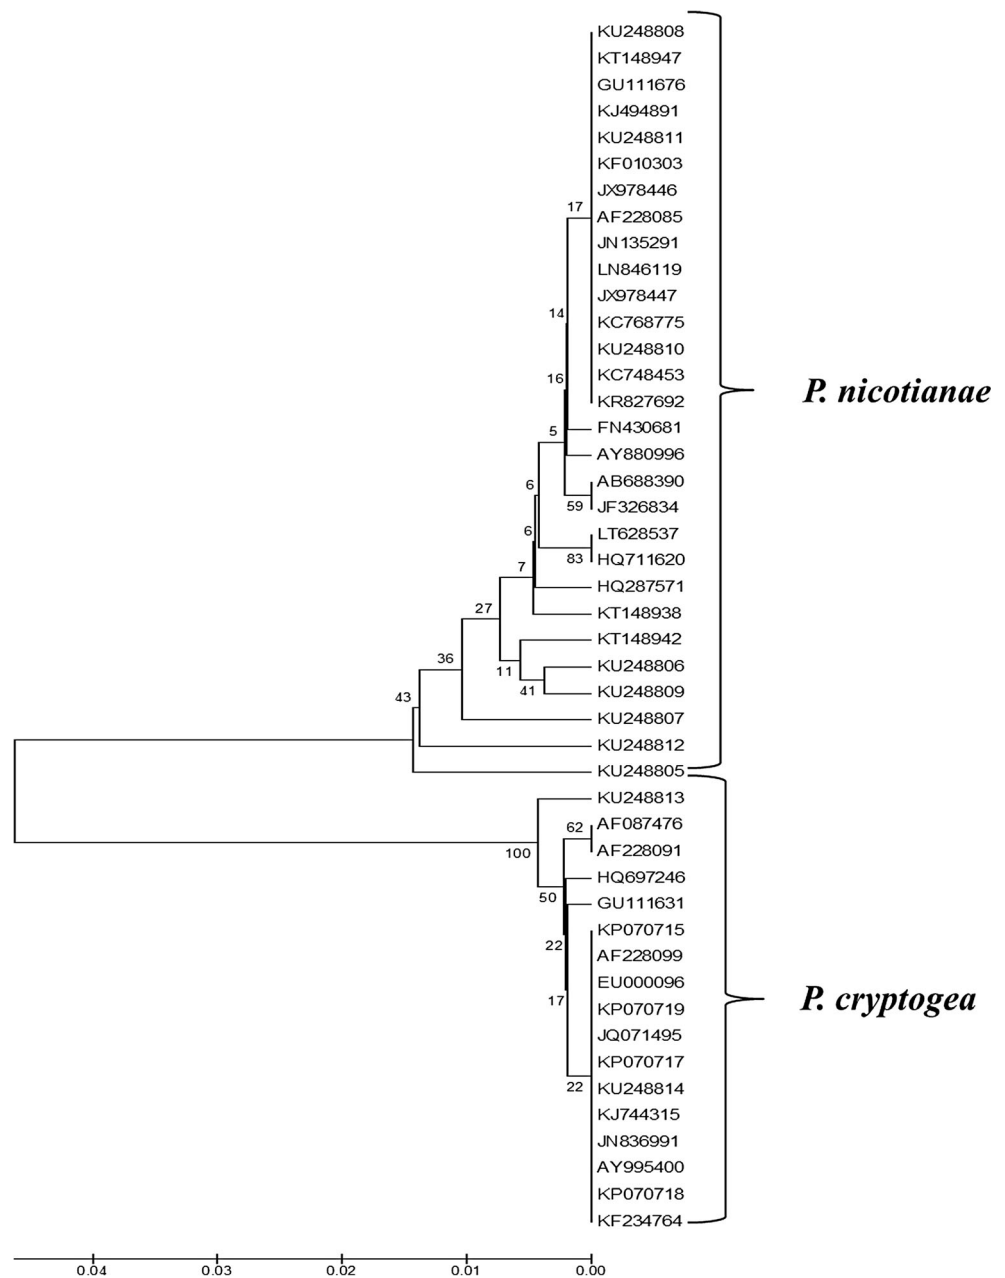 KU248808
KT148947
GU111676
KJ494891
KU248811
KF010303
JX978446
17
AF228085
JN135291
LN846119
JX978447
14
KC768775
KU248810
16
KC748453
P. nicotianae
KR827692
FN430681
5
AY880996
6
AB688390
59
JF326834
6
LT628537
83
HQ711620
7
HQ287571
27
KT148938
KT148942
36
11
KU248806
41
KU248809
43
KU248807
KU248812
KU248805
KU248813
62
AF087476
100
AF228091
HQ697246
50
GU111631
KP070715
22
AF228099
EU000096
17
P. cryptogea
KP070719
JQ071495
KP070717
22
KU248814
KJ744315
JN836991
AY995400
KP070718
KF234764
0.04 0.03 0.02 0.01 0.00